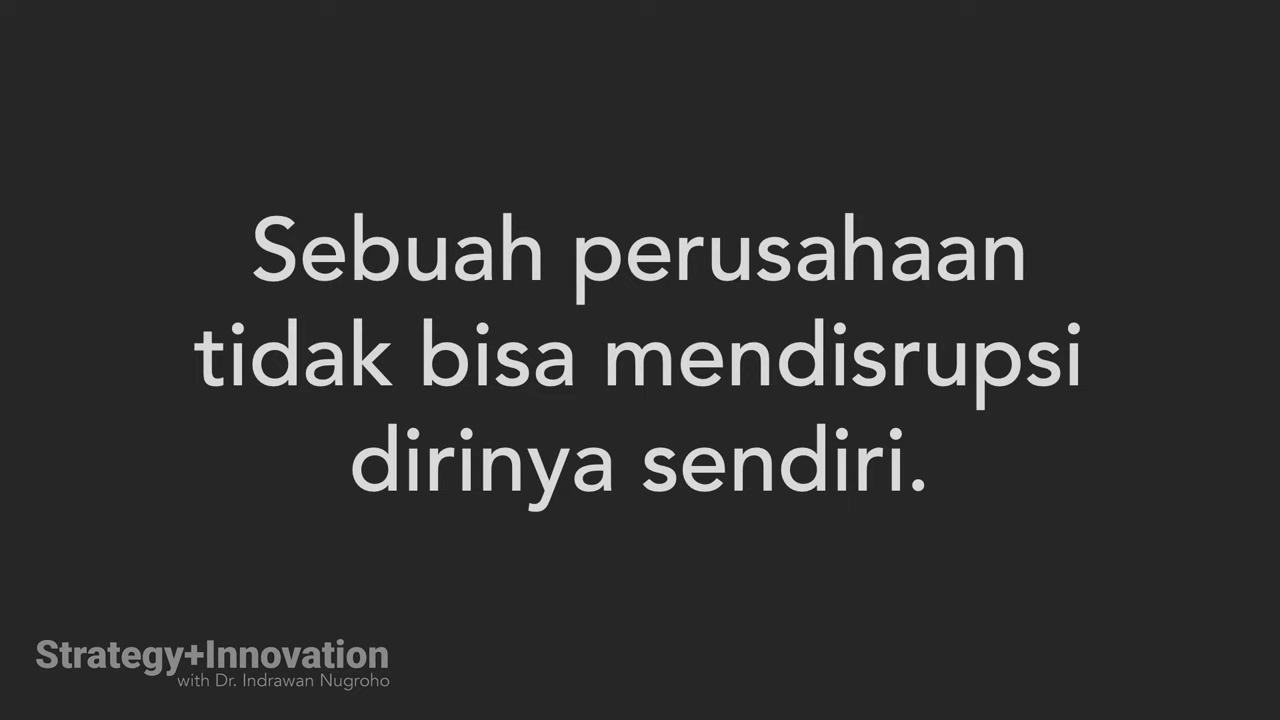 Sebuah perusahaan
tidak bisa mendisrupsi
dirinya sendiri.
Strategy+Innovation
with Dr. Indrawan Nugroho